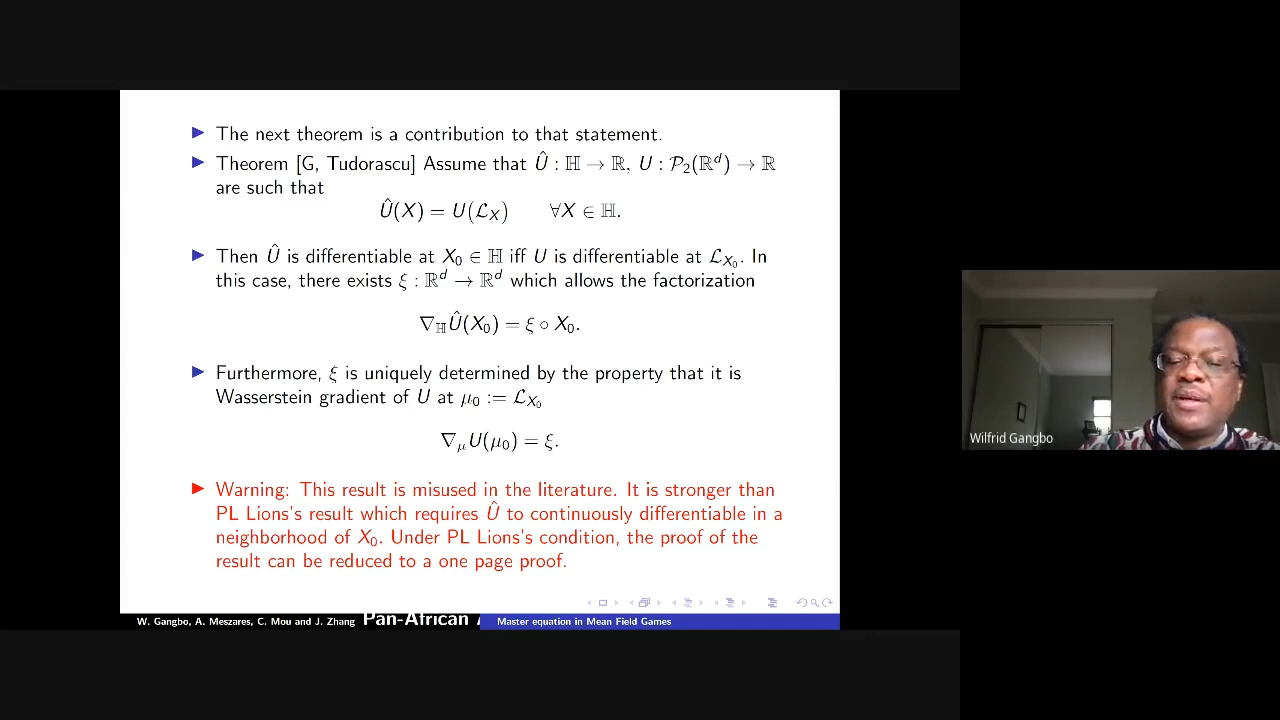 The next theorem is a contribution to that statement.
Theorem [G, Tudorascu] Assume that Û : ℍ → ℝ, U : 𝒫₂(ℝᵈ) → ℝ
are such that
Û(X) = U(ℒ_X) ∀X ∈ ℍ.
Then Û is differentiable at X₀ ∈ ℍ iff U is differentiable at ℒ_{X₀}. In
this case, there exists ξ : ℝᵈ → ℝᵈ which allows the factorization
∇_ℍ Û(X₀) = ξ ∘ X₀.
Furthermore, ξ is uniquely determined by the property that it is
Wasserstein gradient of U at μ₀ := ℒ_{X₀}
∇_μ U(μ₀) = ξ.
Warning: This result is misused in the literature. It is stronger than
PL Lions's result which requires Û to continuously differentiable in a
neighborhood of X₀. Under PL Lions's condition, the proof of the
result can be reduced to a one page proof.
W. Gangbo, A. Meszares, C. Mou and J. Zhang Pan-African Master equation in Mean Field Games
Wilfrid Gangbo